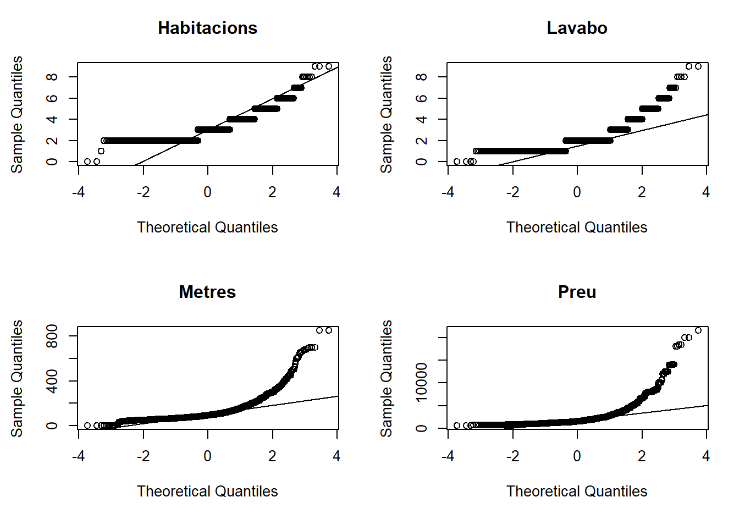 Habitacions
Sample Quantiles
0 2 4 6 8
-4 -2 0 2 4
Theoretical Quantiles
Lavabo
Sample Quantiles
0 2 4 6 8
-4 -2 0 2 4
Theoretical Quantiles
Metres
Sample Quantiles
0 400 800
-4 -2 0 2 4
Theoretical Quantiles
Preu
Sample Quantiles
0 10000
-4 -2 0 2 4
Theoretical Quantiles